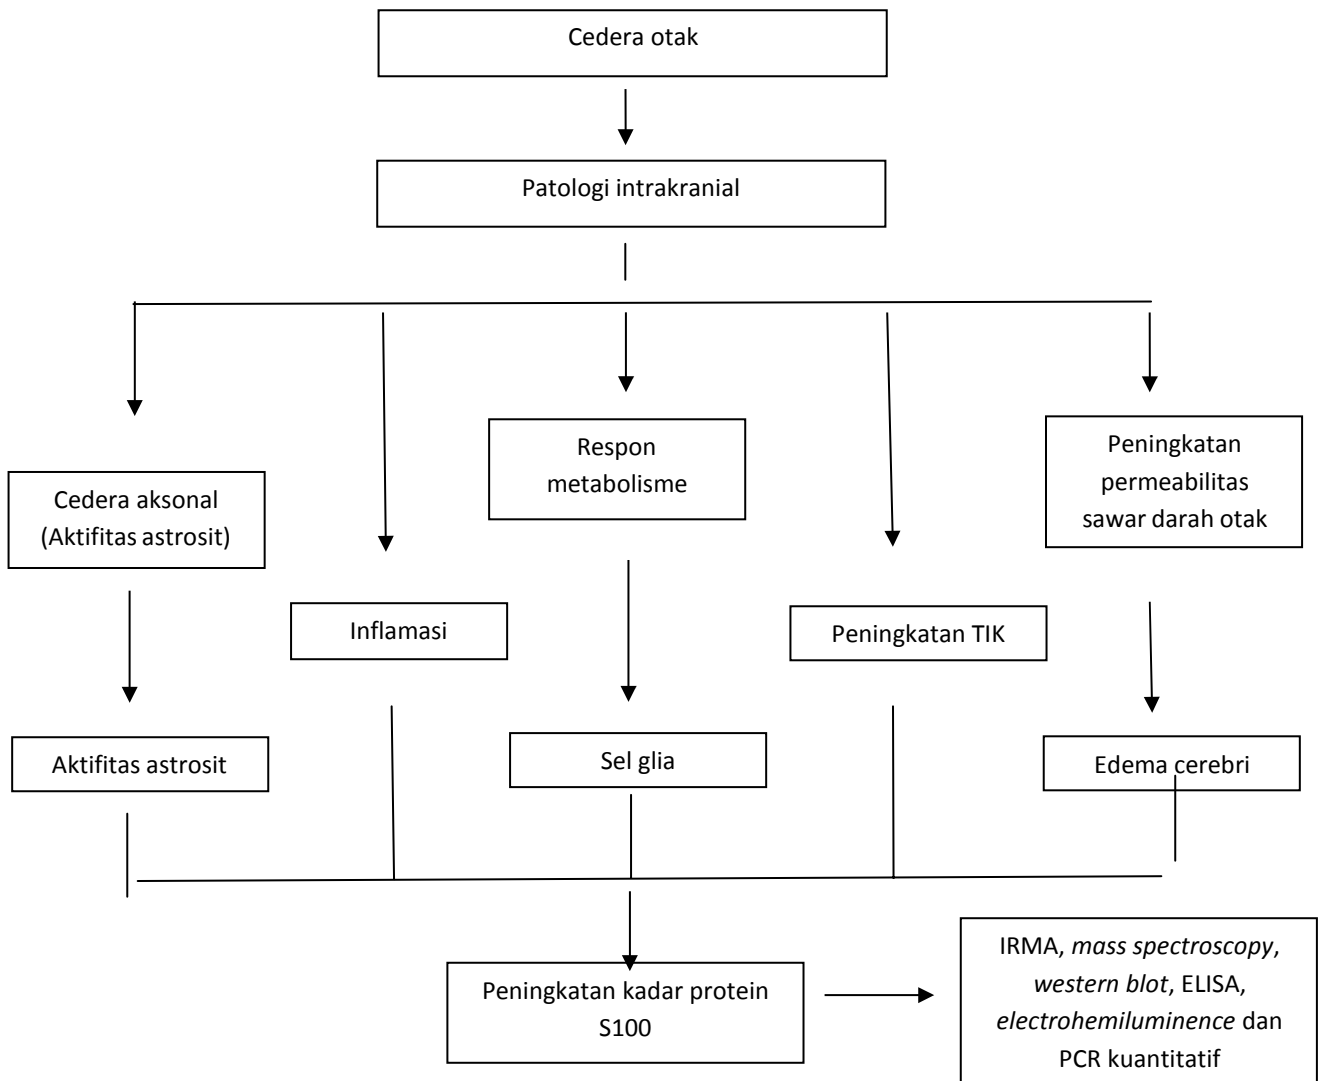 Cedera otak
Patologi intrakranial
Cedera aksonal
(Aktifitas astrosit)
Inflamasi
Respon
metabolisme
Peningkatan TIK
Peningkatan
permeabilitas
sawar darah otak
Aktifitas astrosit
Sel glia
Edema cerebri
Peningkatan kadar protein
S100
IRMA, mass spectroscopy,
western blot, ELISA,
electrohemiluminence dan
PCR kuantitatif